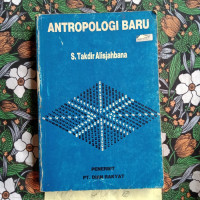 ANTROPOLOGI BARU
S. Takdir Alisjahbana
PENERBIT
PT. DIAN RAKYAT